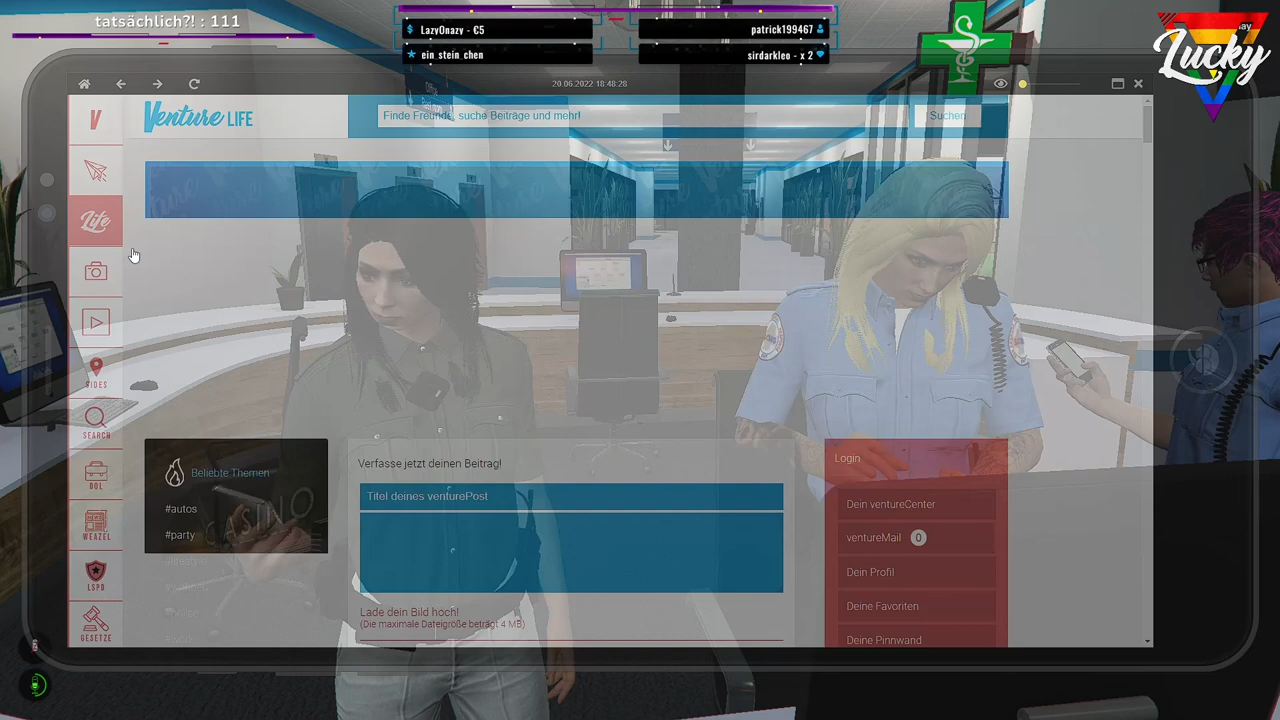 tatsächlich?! : 111
LazyOnazy - €5
ein_stein_chen
patrick199467
sirdarkleo - x 2
Lucky
20.06.2022 18:48:28
V
Venture LIFE
Finde Freunde, suche Beiträge und mehr!
Suchen
Life
SIDES
SEARCH
DOL
WEAZEL
LSPD
GESETZE
Beliebte Themen
#autos
#party
CASINO
Verfasse jetzt deinen Beitrag!
Titel deines venturePost
Lade dein Bild hoch!
(Die maximale Dateigröße beträgt 4 MB)
Login
Dein ventureCenter
ventureMail 0
Dein Profil
Deine Favoriten
Deine Pinnwand